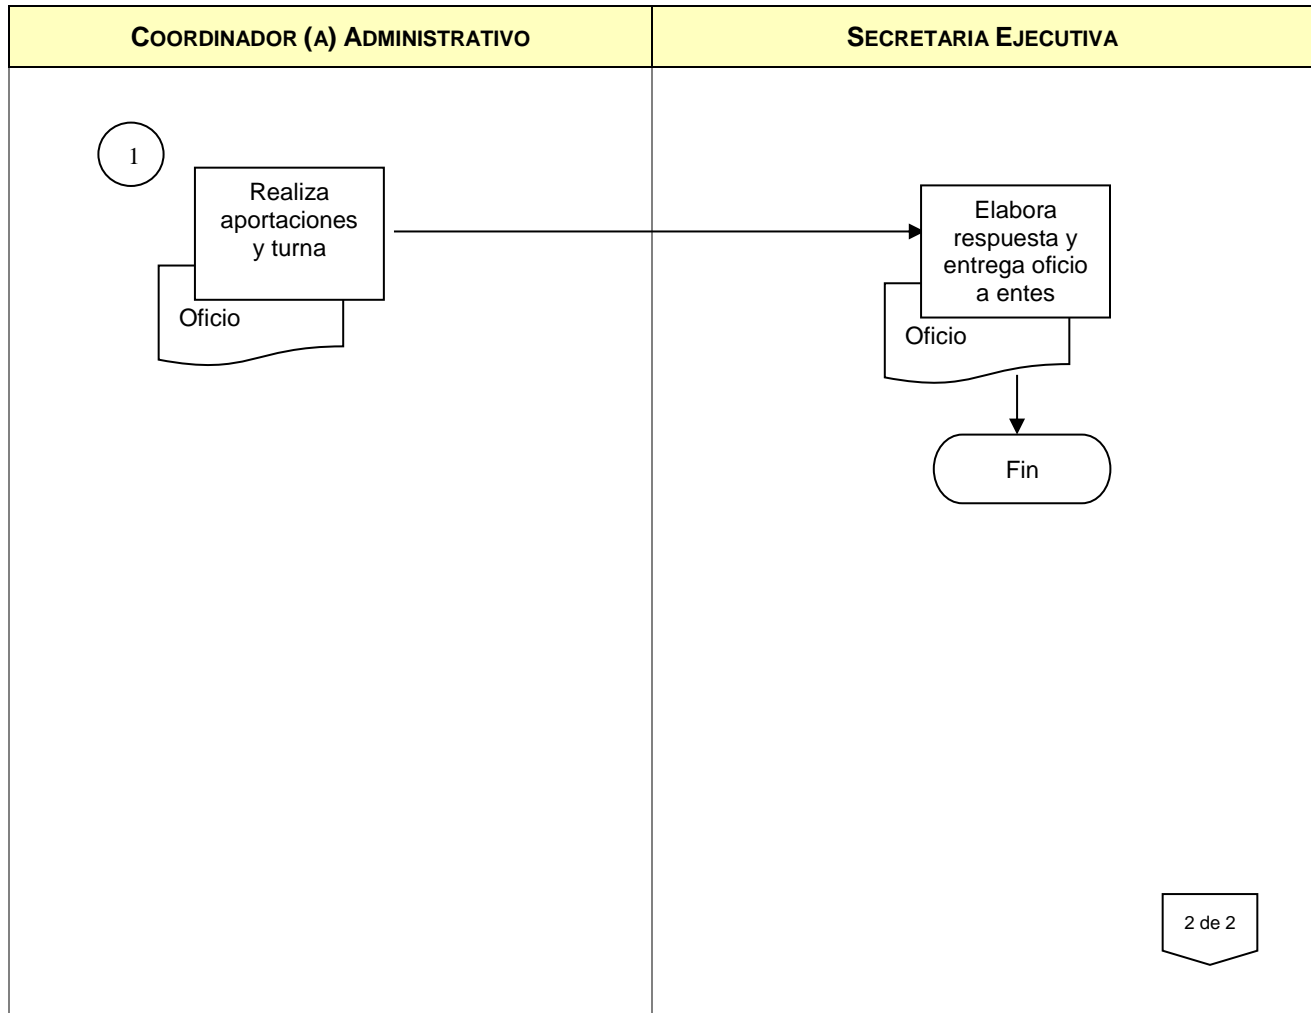 COORDINADOR (A) ADMINISTRATIVO
SECRETARIA EJECUTIVA
1
Realiza
aportaciones
y turna
Oficio
Elabora
respuesta y
entrega oficio
a entes
Oficio
Fin
2 de 2